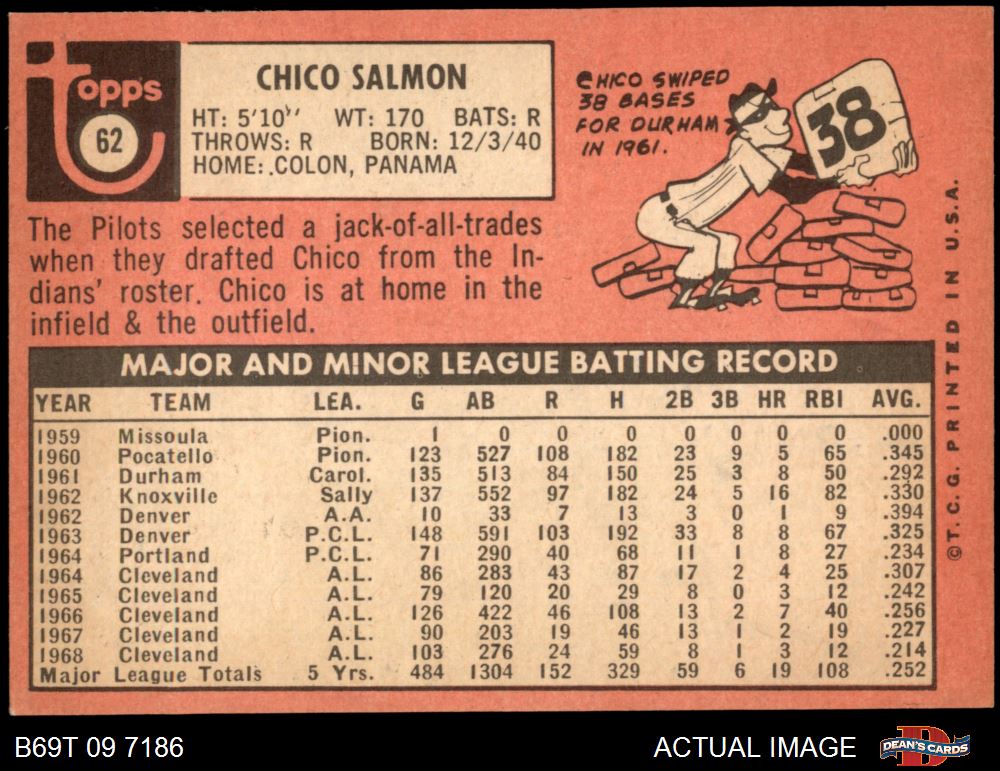 topps
62
CHICO SALMON
HT: 5'10" WT: 170 BATS: R
THROWS: R BORN: 12/3/40
HOME: COLON, PANAMA
CHICO SWIPED
38 BASES
FOR DURHAM
IN 1961.
38
The Pilots selected a jack-of-all-trades
when they drafted Chico from the In-
dians' roster. Chico is at home in the
infield & the outfield.
MAJOR AND MINOR LEAGUE BATTING RECORD
YEAR TEAM LEA. G AB R H 2B 3B HR RBI AVG.
1959 Missoula Pion. 1 0 0 0 0 0 0 0 .000
1960 Pocatello Pion. 123 527 108 182 23 9 5 65 .345
1961 Durham Carol. 135 513 84 150 25 3 8 50 .292
1962 Knoxville Sally 137 552 97 182 24 5 16 82 .330
1962 Denver A.A. 10 33 7 13 3 0 1 9 .394
1963 Denver P.C.L. 148 591 103 192 33 8 8 67 .325
1964 Portland P.C.L. 71 290 40 68 11 1 8 27 .234
1964 Cleveland A.L. 86 283 43 87 17 2 4 25 .307
1965 Cleveland A.L. 79 120 20 29 8 0 3 12 .242
1966 Cleveland A.L. 126 422 46 108 13 2 7 40 .256
1967 Cleveland A.L. 90 203 19 46 13 1 2 19 .227
1968 Cleveland A.L. 103 276 24 59 8 1 3 12 .214
Major League Totals 5 Yrs. 484 1304 152 329 59 6 19 108 .252
©T.C.G. PRINTED IN U.S.A.
B69T 09 7186
ACTUAL IMAGE
DEAN'S CARDS